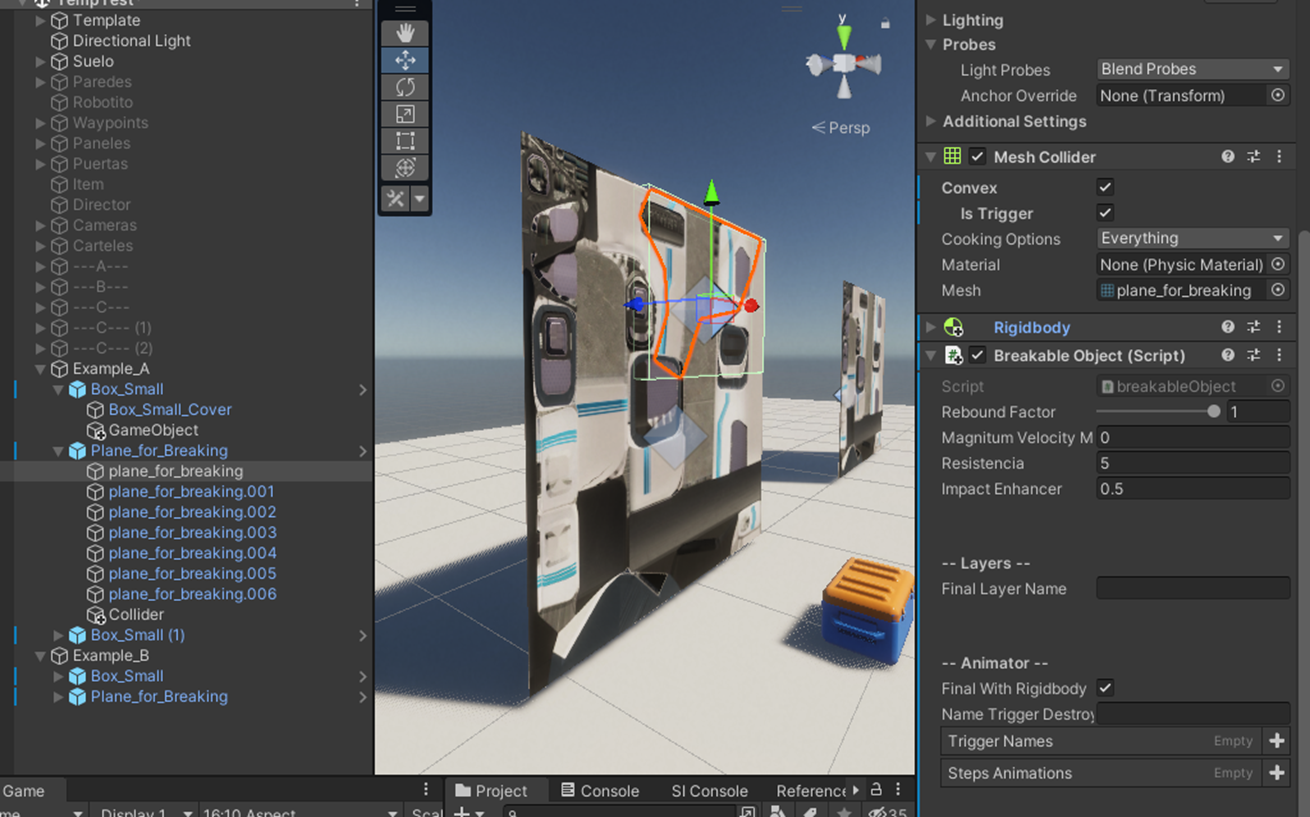 TempTest
Template
Directional Light
Suelo
Paredes
Robotito
Waypoints
Paneles
Puertas
Item
Director
Cameras
Carteles
---A---
---B---
---C---
---C--- (1)
---C--- (2)
Example_A
Box_Small
Box_Small_Cover
GameObject
Plane_for_Breaking
plane_for_breaking
plane_for_breaking.001
plane_for_breaking.002
plane_for_breaking.003
plane_for_breaking.004
plane_for_breaking.005
plane_for_breaking.006
Collider
Box_Small (1)
Example_B
Box_Small
Plane_for_Breaking
y
Persp
Lighting
Probes
Light Probes Blend Probes
Anchor Override None (Transform)
Additional Settings
Mesh Collider
Convex
Is Trigger
Cooking Options Everything
Material None (Physic Material)
Mesh plane_for_breaking
Rigidbody
Breakable Object (Script)
Script breakableObject
Rebound Factor 1
Magnitum Velocity M 0
Resistencia 5
Impact Enhancer 0.5
-- Layers --
Final Layer Name
-- Animator --
Final With Rigidbody
Name Trigger Destroy
Trigger Names Empty
Steps Animations Empty
Game
Project Console SI Console Reference
me Display 1 16:10 Aspect Scal
35